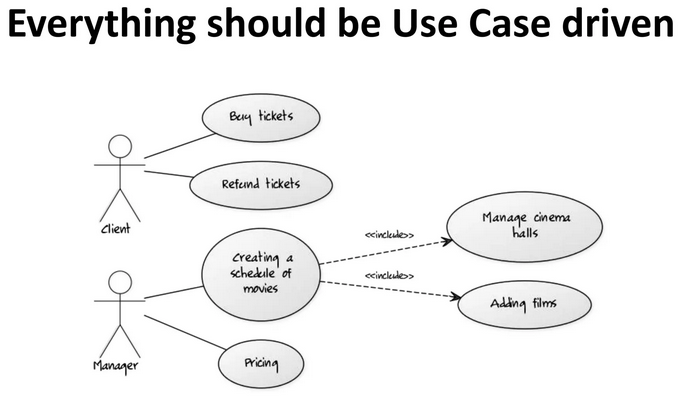 Everything should be Use Case driven
Buy tickets
Refund tickets
Client
Creating a
schedule of
movies
<<include>>
Manage cinema
halls
<<include>>
Adding films
Manager
Pricing